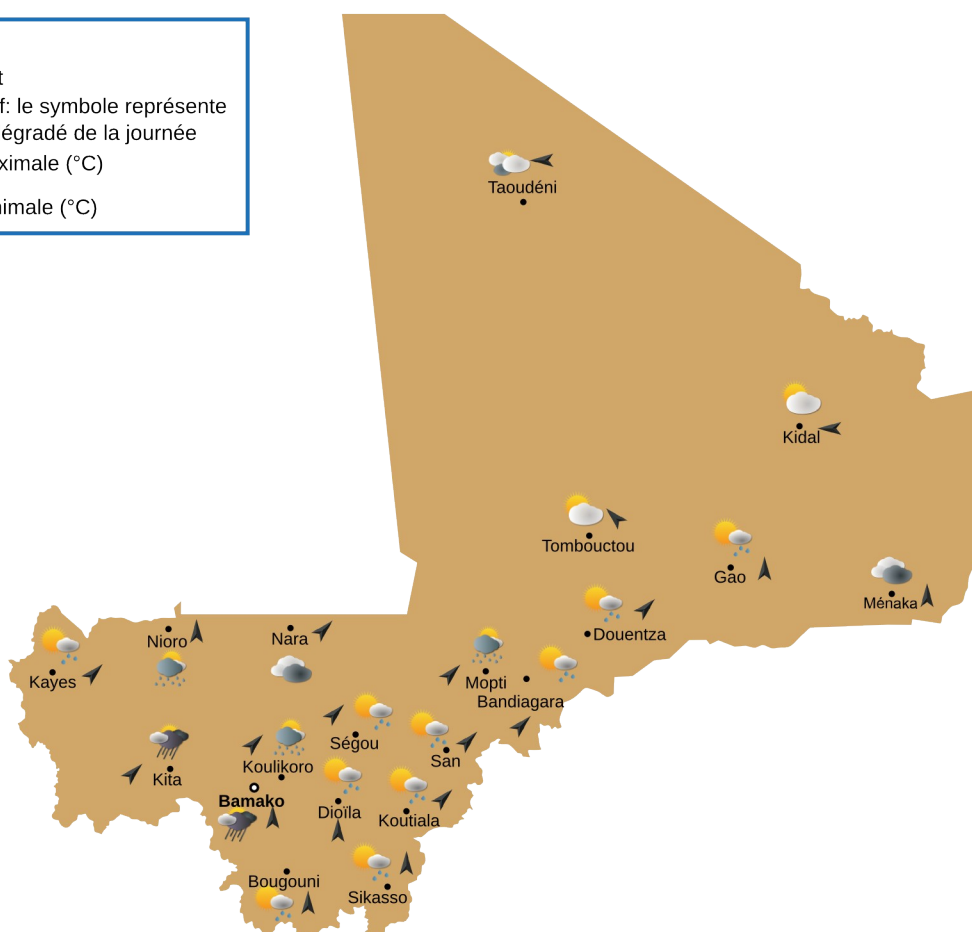 t
f: le symbole représente
égradé de la journée
ximale (°C)
imale (°C)
Taoudéni
Kidal
Tombouctou
Gao
Ménaka
Douentza
Nioro
Nara
Kayes
Mopti
Bandiagara
Ségou
San
Koulikoro
Kita
Bamako
Dioïla
Koutiala
Bougouni
Sikasso